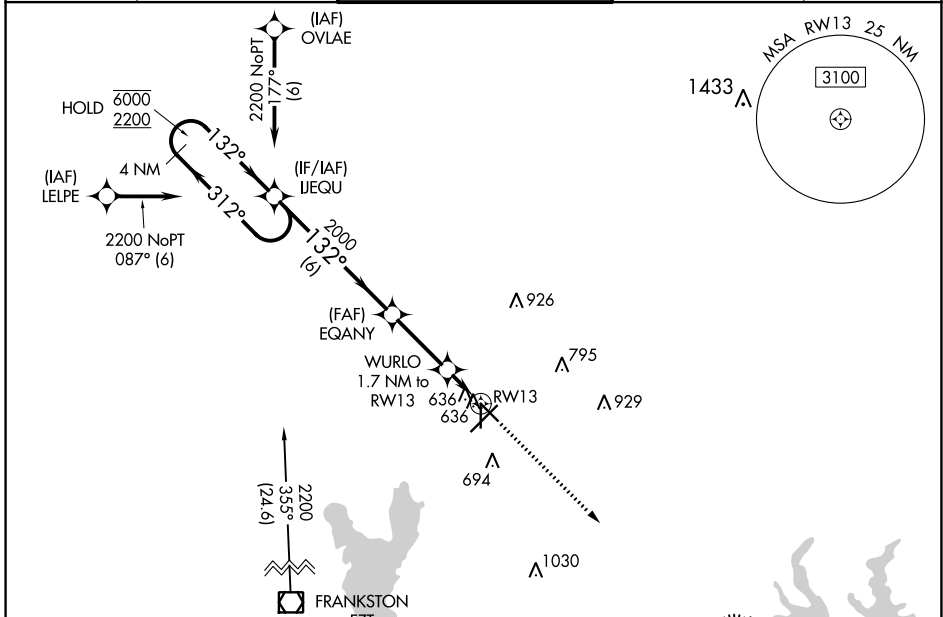 (IAF)
OVLAE
2200 NoPT
177°
(6)
MSA RW13 25 NM
3100
1433
HOLD
6000
2200
132°
4 NM
312°
(IAF)
LELPE
(IF/IAF)
IJEQU
2200 NoPT
087° (6)
2000
132°
(6)
926
(FAF)
EQANY
795
WURLO
1.7 NM to
RW13
636
636
RW13
929
694
2200
355°
(24.6)
1030
FRANKSTON